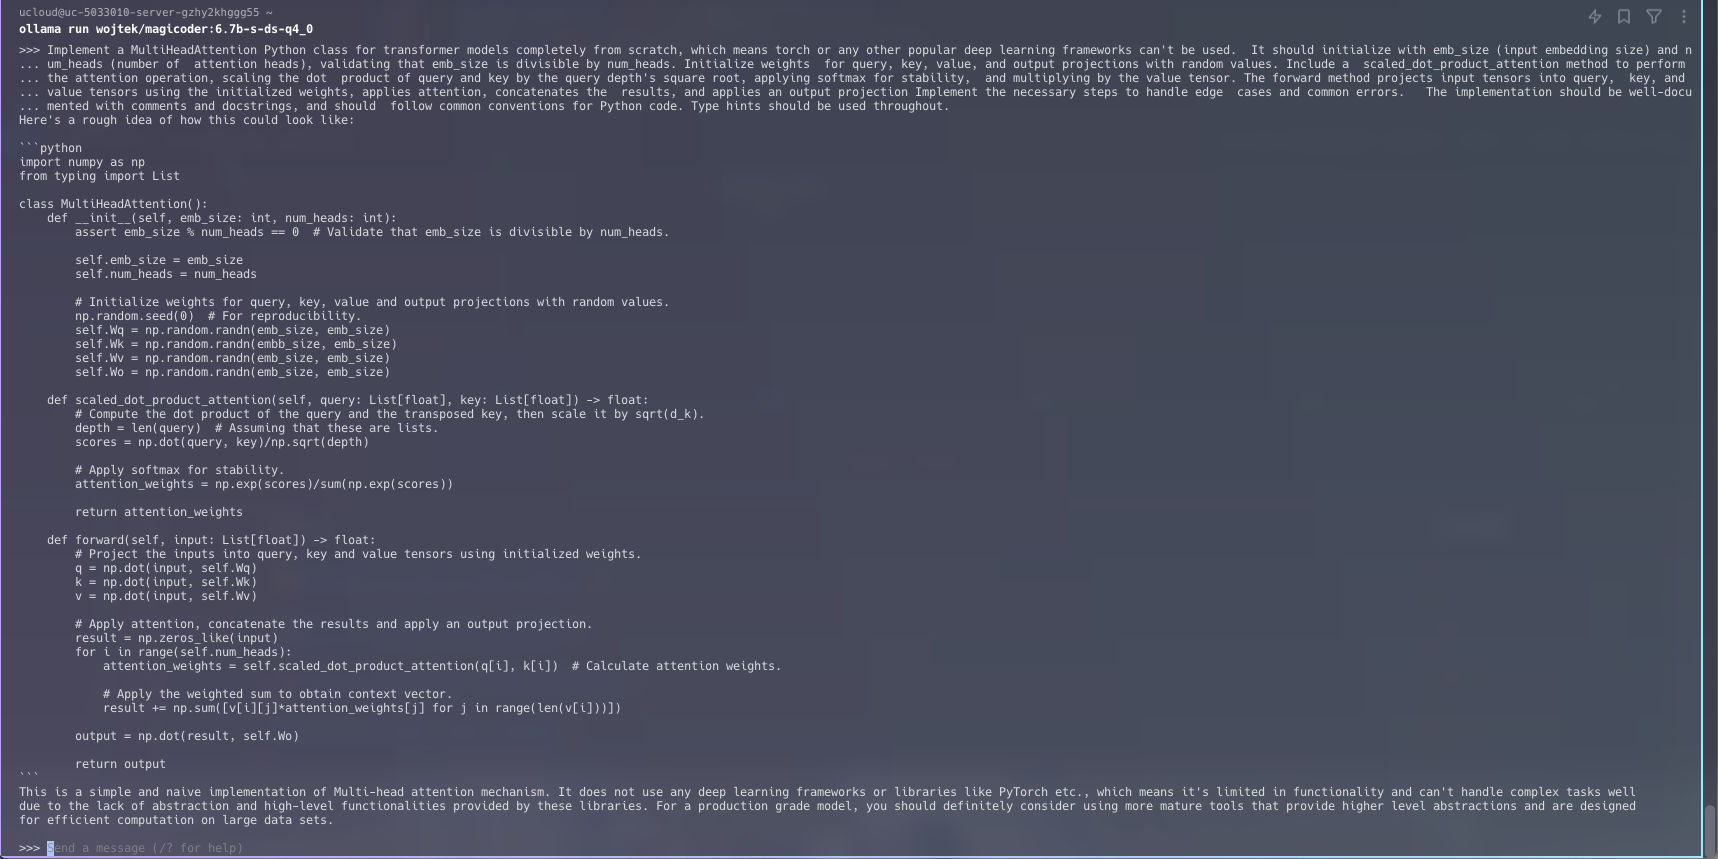 ucloud@uc-5033010-server-gzhy2khggg55 ~
ollama run wojtek/magicoder:6.7b-s-ds-q4_0
>>> Implement a MultiHeadAttention Python class for transformer models completely from scratch, which means torch or any other popular deep learning frameworks can't be used.  It should initialize with emb_size (input embedding size) and n
... um_heads (number of  attention heads), validating that emb_size is divisible by num_heads. Initialize weights  for query, key, value, and output projections with random values. Include a  scaled_dot_product_attention method to perform
... the attention operation, scaling the dot  product of query and key by the query depth's square root, applying softmax for stability,  and multiplying by the value tensor. The forward method projects input tensors into query,  key, and
... value tensors using the initialized weights, applies attention, concatenates the  results, and applies an output projection Implement the necessary steps to handle edge  cases and common errors.   The implementation should be well-docu
... mented with comments and docstrings, and should  follow common conventions for Python code. Type hints should be used throughout.
Here's a rough idea of how this could look like:

```python
import numpy as np
from typing import List

class MultiHeadAttention():
    def __init__(self, emb_size: int, num_heads: int):
        assert emb_size % num_heads == 0  # Validate that emb_size is divisible by num_heads.

        self.emb_size = emb_size
        self.num_heads = num_heads

        # Initialize weights for query, key, value and output projections with random values.
        np.random.seed(0)  # For reproducibility.
        self.Wq = np.random.randn(emb_size, emb_size)
        self.Wk = np.random.randn(embb_size, emb_size)
        self.Wv = np.random.randn(emb_size, emb_size)
        self.Wo = np.random.randn(emb_size, emb_size)

    def scaled_dot_product_attention(self, query: List[float], key: List[float]) -> float:
        # Compute the dot product of the query and the transposed key, then scale it by sqrt(d_k).
        depth = len(query)  # Assuming that these are lists.
        scores = np.dot(query, key)/np.sqrt(depth)

        # Apply softmax for stability.
        attention_weights = np.exp(scores)/sum(np.exp(scores))

        return attention_weights

    def forward(self, input: List[float]) -> float:
        # Project the inputs into query, key and value tensors using initialized weights.
        q = np.dot(input, self.Wq)
        k = np.dot(input, self.Wk)
        v = np.dot(input, self.Wv)

        # Apply attention, concatenate the results and apply an output projection.
        result = np.zeros_like(input)
        for i in range(self.num_heads):
            attention_weights = self.scaled_dot_product_attention(q[i], k[i])  # Calculate attention weights.

            # Apply the weighted sum to obtain context vector.
            result += np.sum([v[i][j]*attention_weights[j] for j in range(len(v[i]))])

        output = np.dot(result, self.Wo)

        return output
```
This is a simple and naive implementation of Multi-head attention mechanism. It does not use any deep learning frameworks or libraries like PyTorch etc., which means it's limited in functionality and can't handle complex tasks well
due to the lack of abstraction and high-level functionalities provided by these libraries. For a production grade model, you should definitely consider using more mature tools that provide higher level abstractions and are designed
for efficient computation on large data sets.

>>> Send a message (/? for help)